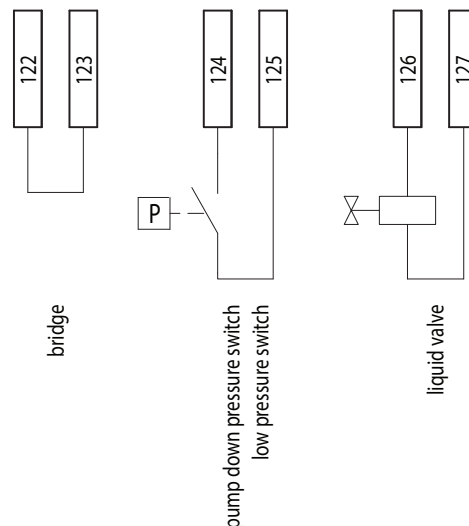 122
123
124
125
126
127
P
bridge
pump down pressure switch
low pressure switch
liquid valve